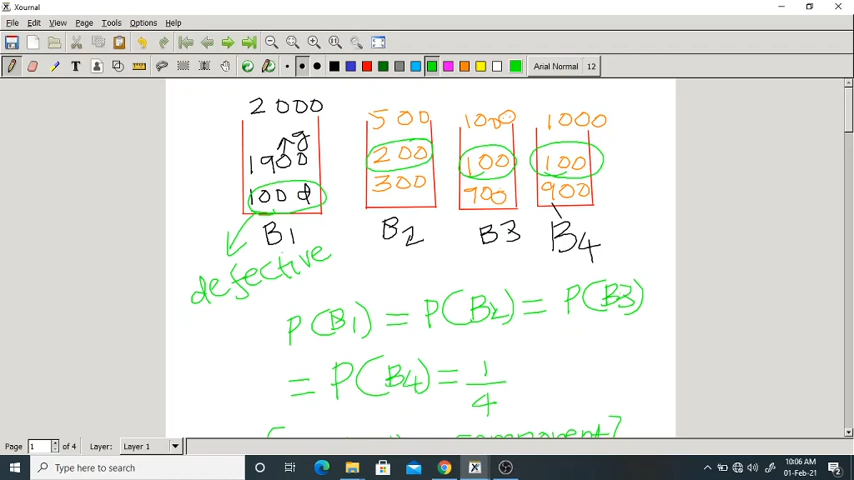 Xournal
File Edit View Page Tools Options Help
Arial Normal 12
2000 500 1000 1000
1900 g 200 100 100
100 d 300 900 900
B1 B2 B3 B4
defective
P(B1) = P(B2) = P(B3)
= P(B4) = 1/4
component?
Page 1 of 4 Layer: Layer 1
Type here to search
10:06 AM
01-Feb-21
2